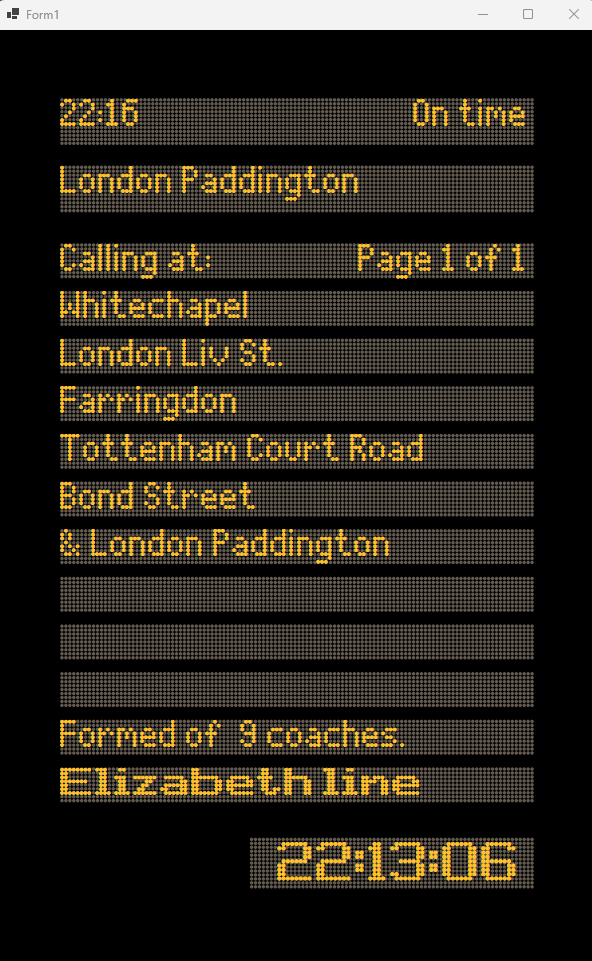 Form1
22:16 On time
London Paddington
Calling at: Page 1 of 1
Whitechapel
London Liv St.
Farringdon
Tottenham Court Road
Bond Street
& London Paddington
Formed of 9 coaches.
Elizabeth line
22:13:06